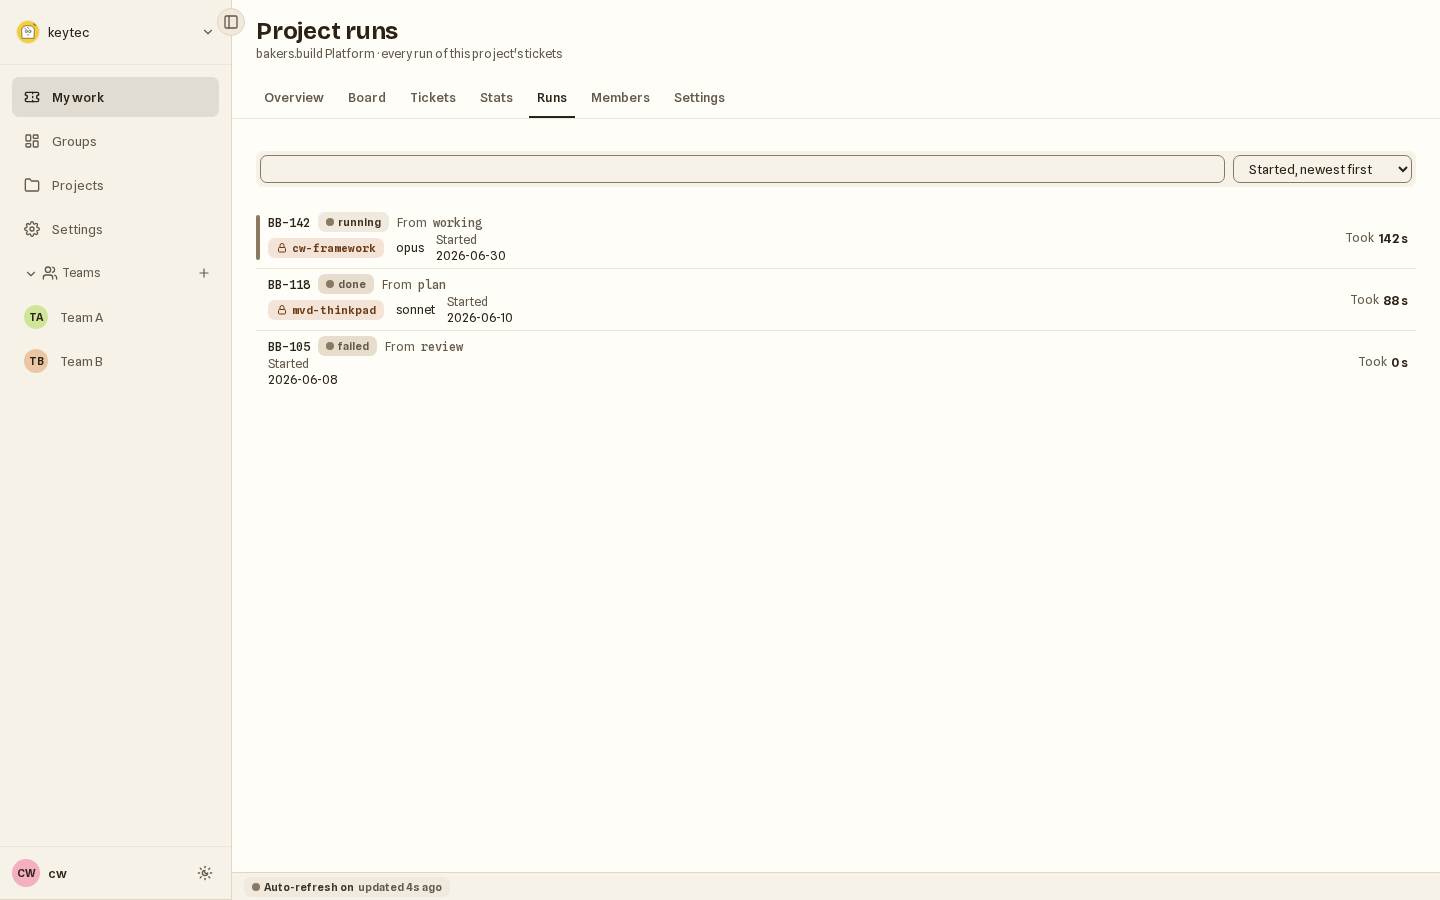 keytec
Project runs
bakers.build Platform · every run of this project's tickets
My work
Groups
Projects
Settings
Teams
TA Team A
TB Team B
Overview Board Tickets Stats Runs Members Settings
Started, newest first
BB-142 running From working
cw-framework opus Started
2026-06-30
Took 142 s
BB-118 done From plan
mvd-thinkpad sonnet Started
2026-06-10
Took 88 s
BB-105 failed From review
Started
2026-06-08
Took 0 s
CW cw
Auto-refresh on updated 4s ago